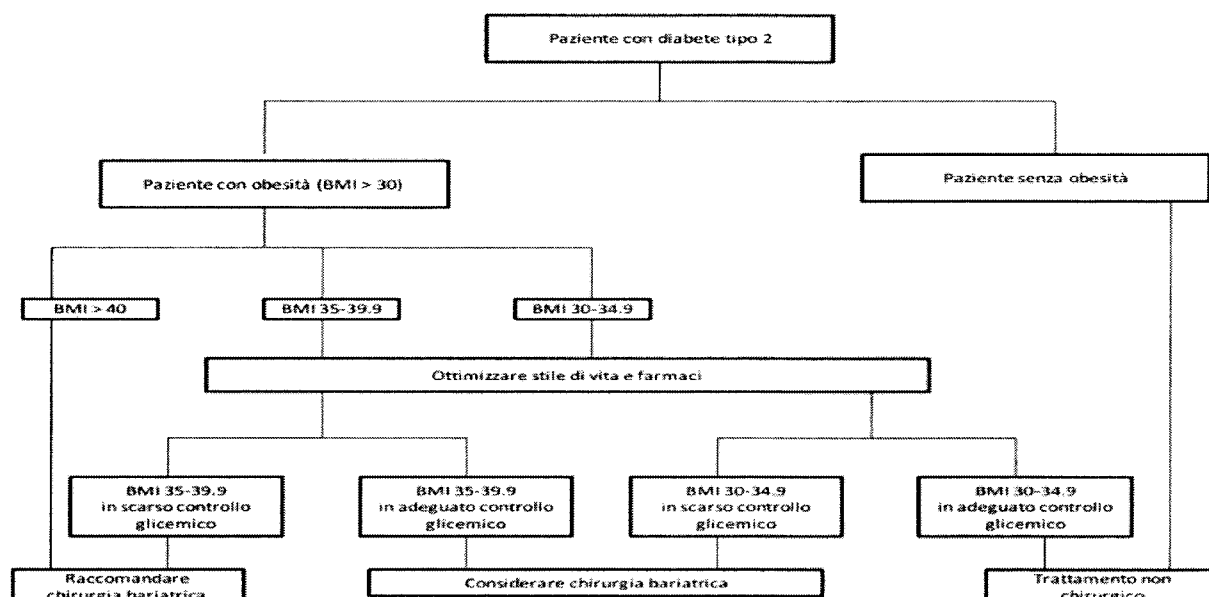 Paziente con diabete tipo 2
Paziente con obesità (BMI > 30)
Paziente senza obesità
BMI > 40
BMI 35-39.9
BMI 30-34.9
Ottimizzare stile di vita e farmaci
BMI 35-39.9
in scarso controllo
glicemico
BMI 35-39.9
in adeguato controllo
glicemico
BMI 30-34.9
in scarso controllo
glicemico
BMI 30-34.9
in adeguato controllo
glicemico
Raccomandare
chirurgia bariatrica
Considerare chirurgia bariatrica
Trattamento non
chirurgico